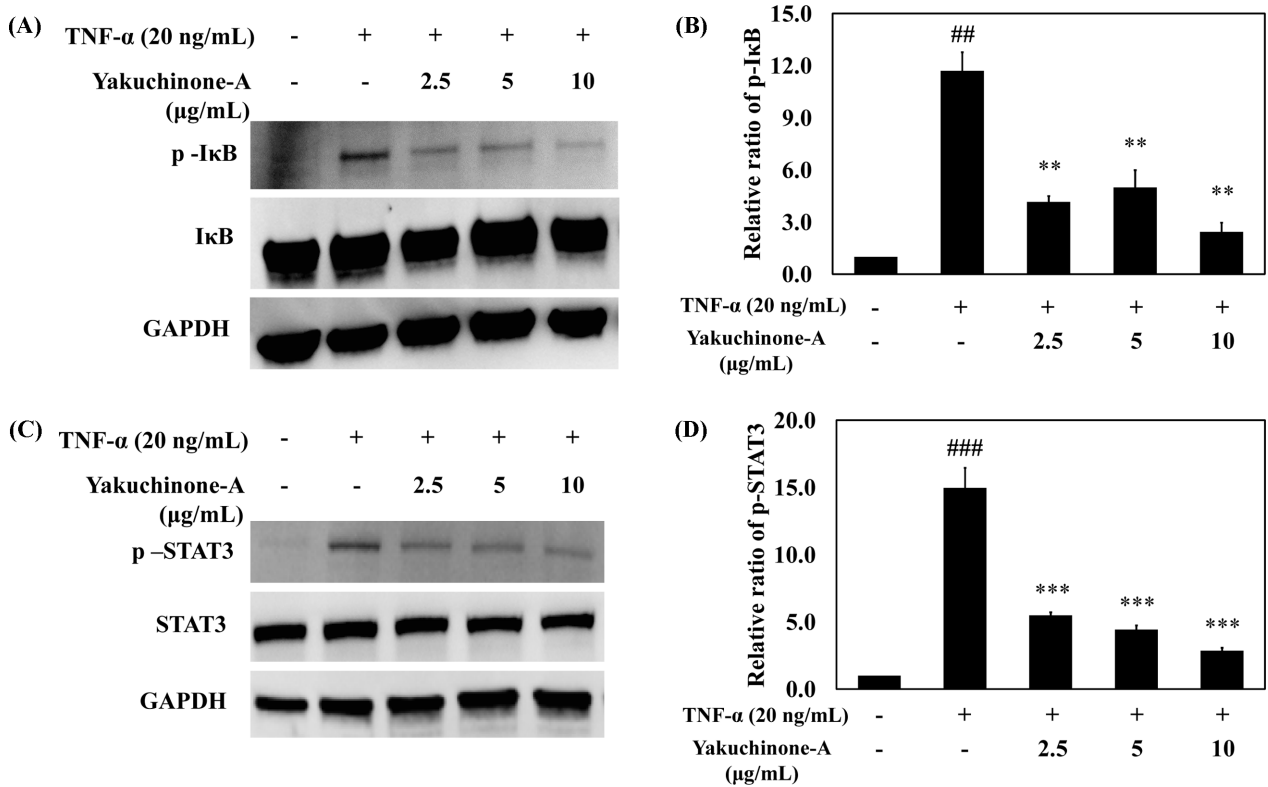 (A)
TNF-α (20 ng/mL) - + + + +
Yakuchinone-A - - 2.5 5 10
(μg/mL)
p -IκB
IκB
GAPDH
(B)
Relative ratio of p-IκB
15.0
12.0
9.0
6.0
3.0
0.0
##
**
**
**
TNF-α (20 ng/mL) - + + + +
Yakuchinone-A - - 2.5 5 10
(μg/mL)
(C)
TNF-α (20 ng/mL) - + + + +
Yakuchinone-A - - 2.5 5 10
(μg/mL)
p –STAT3
STAT3
GAPDH
(D)
Relative ratio of p-STAT3
20.0
15.0
10.0
5.0
0.0
###
***
***
***
TNF-α (20 ng/mL) - + + + +
Yakuchinone-A - - 2.5 5 10
(μg/mL)